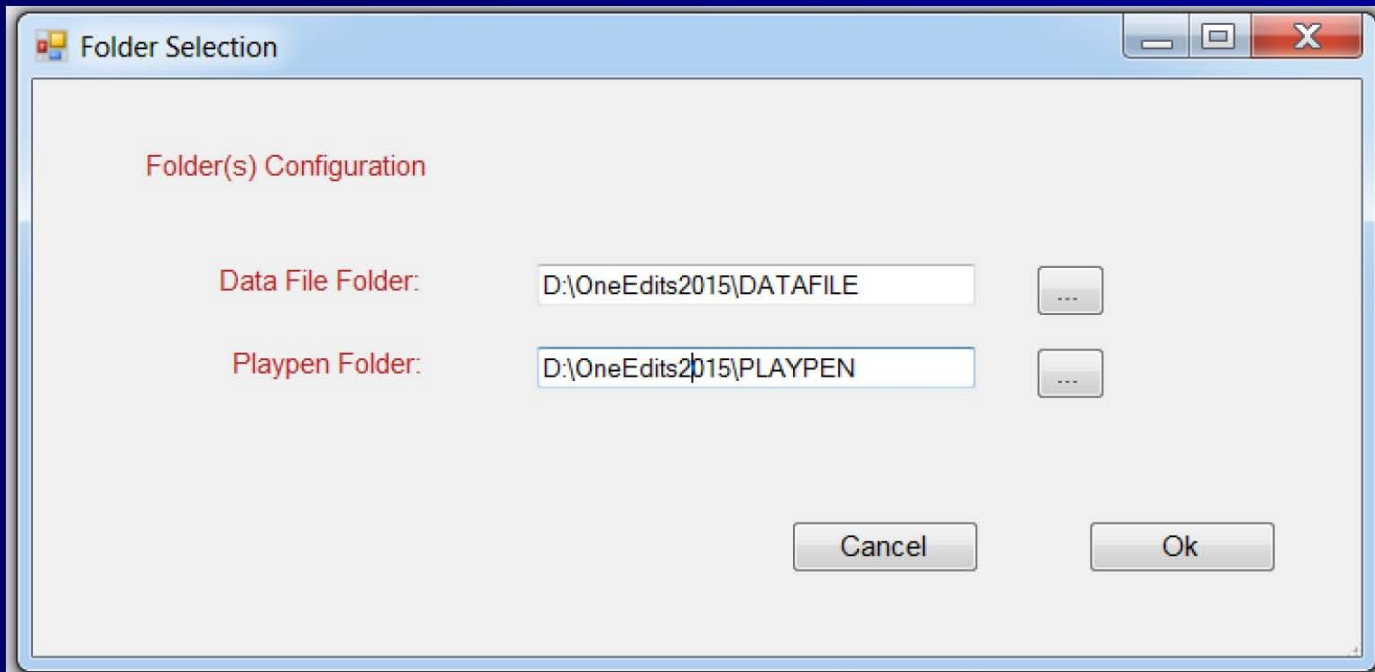 Folder Selection
Folder(s) Configuration
Data File Folder: D:\OneEdits2015\DATAFILE ...
Playpen Folder: D:\OneEdits2015\PLAYPEN ...
Cancel Ok